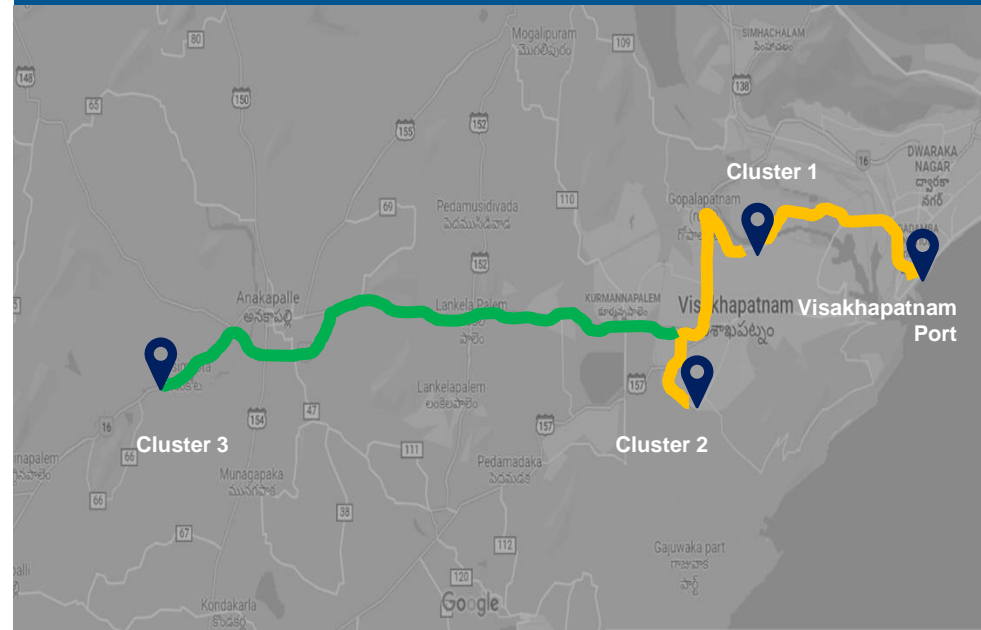 Mogalipuram
మొగలిపురం
SIMHACHALAM
సింహాచలం
80
109
148
138
65
150
152
155
16
DWARAKA
NAGAR
ద్వారకా
నగర్
Cluster 1
69
Pedamusidivada
పెదముసిడివాడ
110
Gopalapatnam
152
Anakapalle
అనకాపల్లి
Lankela Palem
పాలెం
KURMANNAPALEM
Visakhapatnam
Visakhapatnam
Port
157
Lankelapalem
లంకెలపాలెం
16
154
47
157
Cluster 3
Cluster 2
66
111
Munagapaka
మునగపాక
Pedamadaka
పెదమడక
66
38
67
112
Gajuwaka part
గాజువాక
పార్ట్
120
Google
Kondakarla
కొండకర్ల